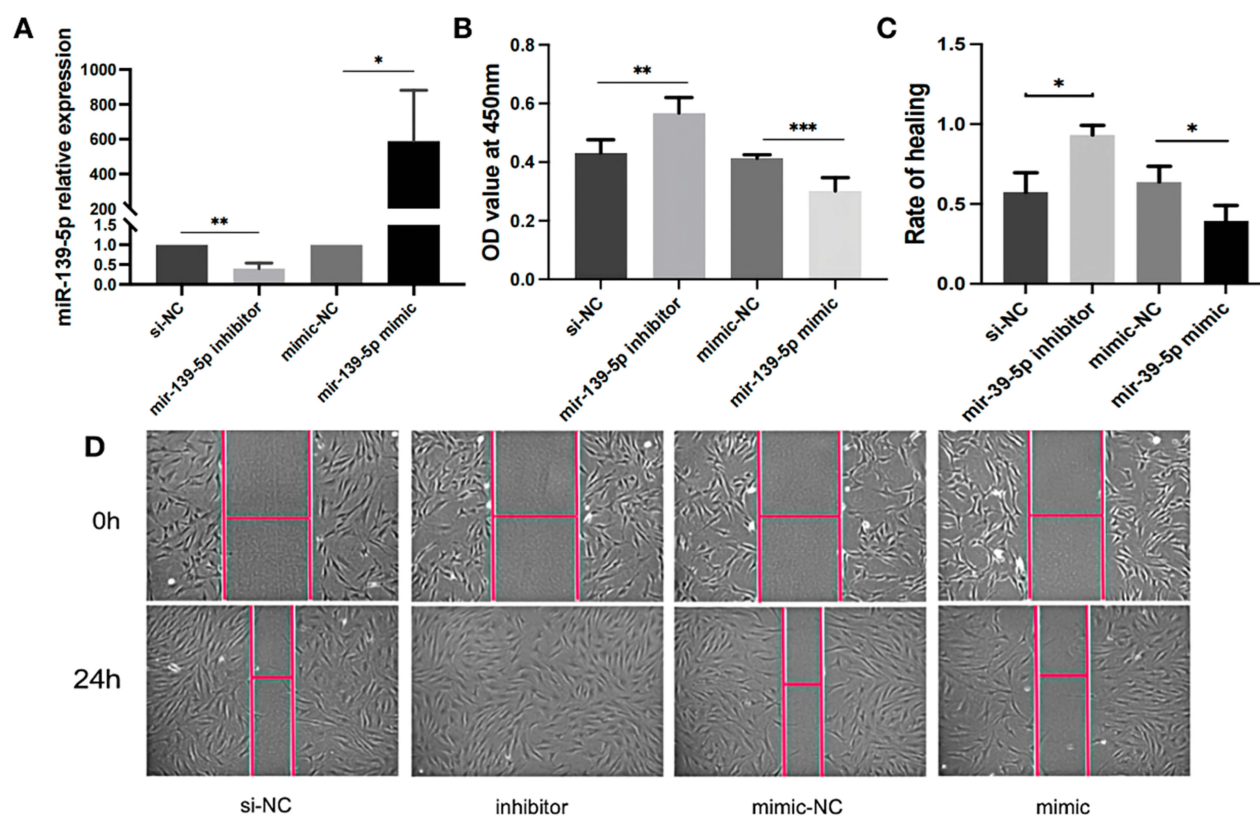 A
miR-139-5p relative expression
1000
800
600
400
200
1.5
1.0
0.5
0.0
**
*
si-NC
mir-139-5p inhibitor
mimic-NC
mir-139-5p mimic
B
OD value at 450nm
0.8
0.6
0.4
0.2
0.0
**
***
si-NC
mir-139-5p inhibitor
mimic-NC
mir-139-5p mimic
C
Rate of healing
1.5
1.0
0.5
0.0
*
*
si-NC
mir-39-5p inhibitor
mimic-NC
mir-39-5p mimic
D
0h
24h
si-NC
inhibitor
mimic-NC
mimic